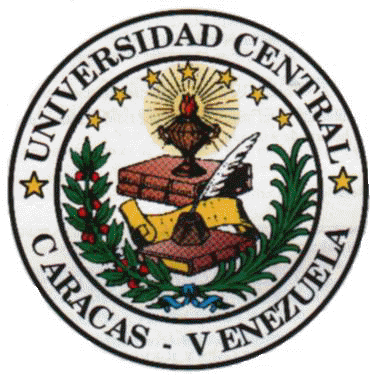 UNIVERSIDAD CENTRAL
CARACAS - VENEZUELA